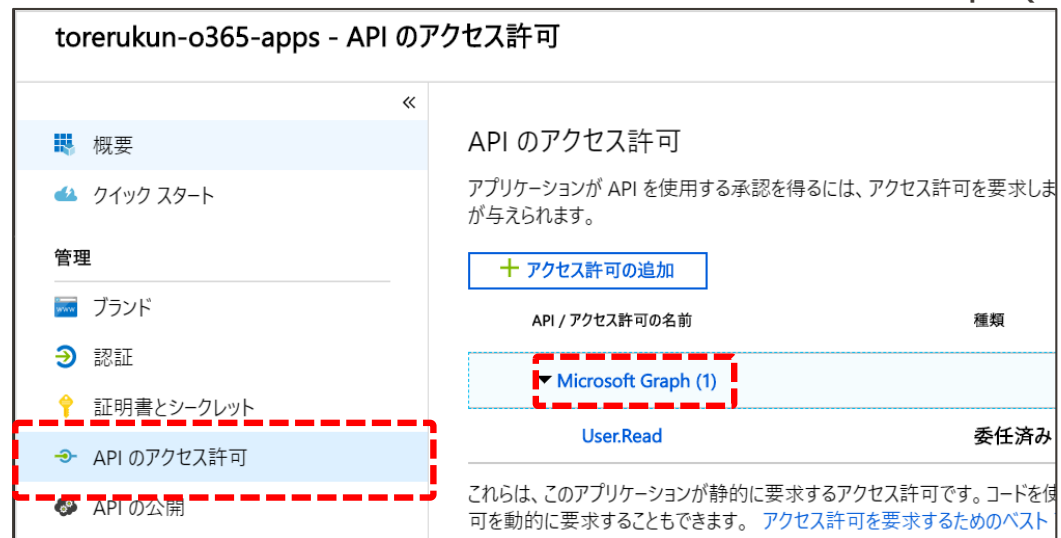 torerukun-o365-apps - API のアクセス許可
«
概要
クイック スタート
管理
ブランド
認証
証明書とシークレット
API のアクセス許可
API の公開
API のアクセス許可
アプリケーションが API を使用する承認を得るには、アクセス許可を要求しま
が与えられます。
+ アクセス許可の追加
API / アクセス許可の名前 種類
Microsoft Graph (1)
User.Read 委任済み
これらは、このアプリケーションが静的に要求するアクセス許可です。コードを使
可を動的に要求することもできます。 アクセス許可を要求するためのベスト